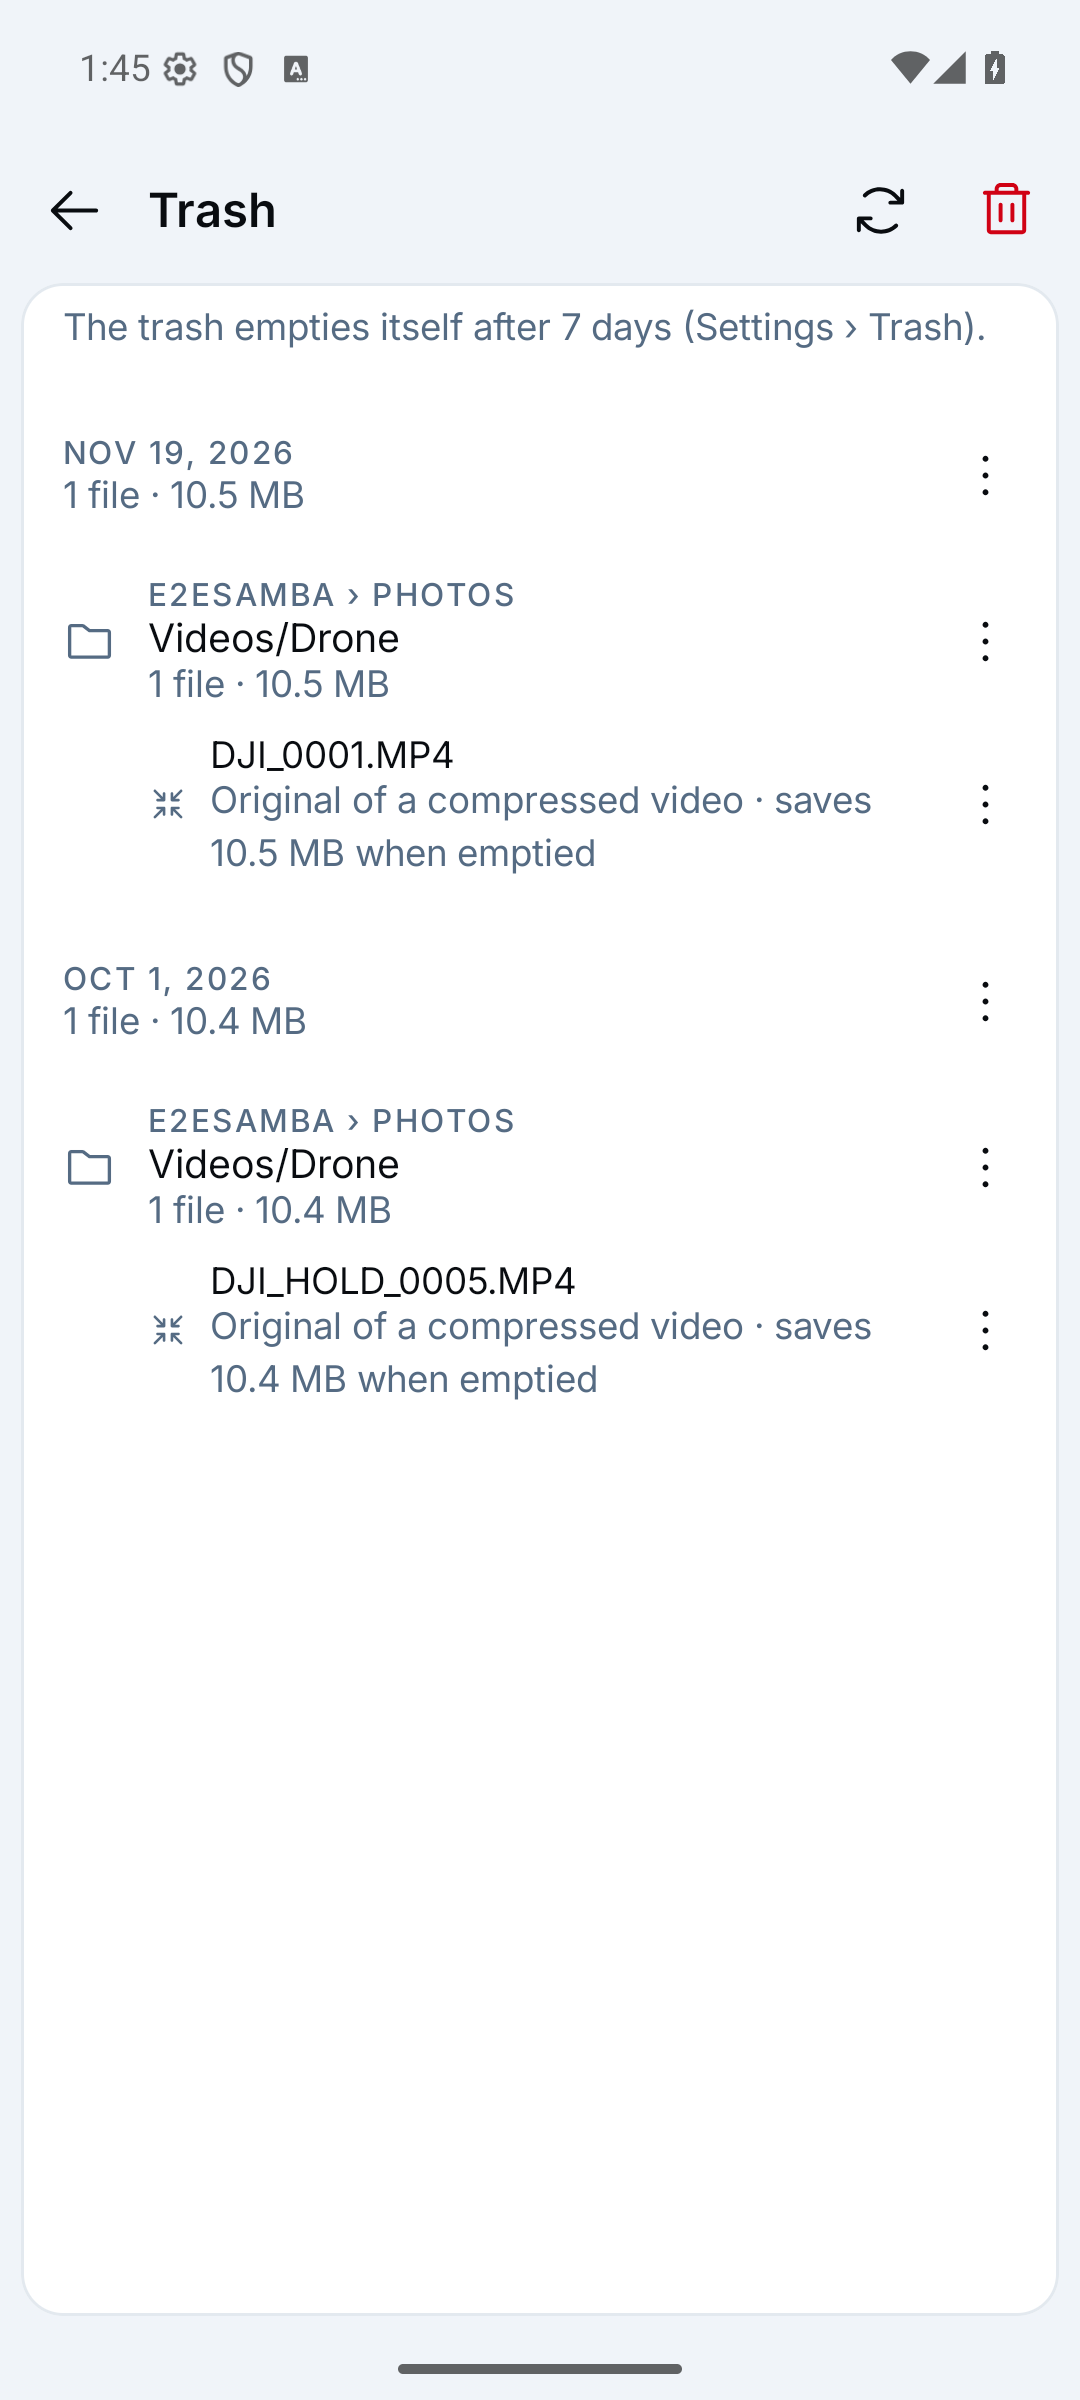 1:45
Trash
The trash empties itself after 7 days (Settings › Trash).
NOV 19, 2026
1 file · 10.5 MB
E2ESAMBA › PHOTOS
Videos/Drone
1 file · 10.5 MB
DJI_0001.MP4
Original of a compressed video · saves
10.5 MB when emptied
OCT 1, 2026
1 file · 10.4 MB
E2ESAMBA › PHOTOS
Videos/Drone
1 file · 10.4 MB
DJI_HOLD_0005.MP4
Original of a compressed video · saves
10.4 MB when emptied